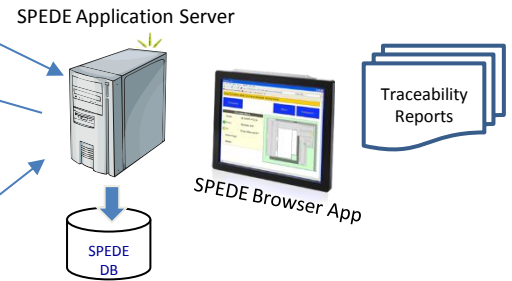 SPEDE Application Server
Traceability
Reports
SPEDE Browser App
SPEDE
DB